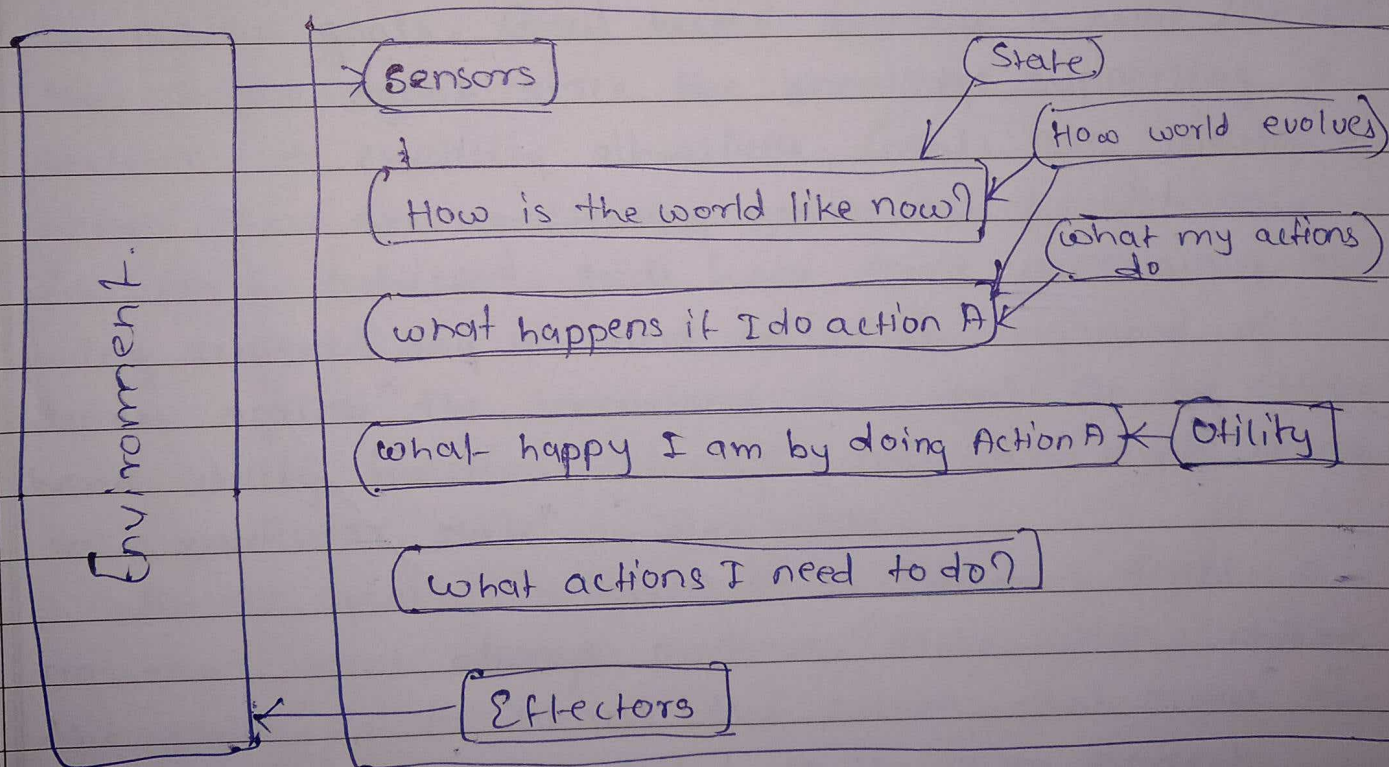 Sensors
State
How world evolves
How is the world like now?
what my actions
do
what happens if I do action A
Environment.
what happy I am by doing Action A
Utility
what actions I need to do?
Effectors